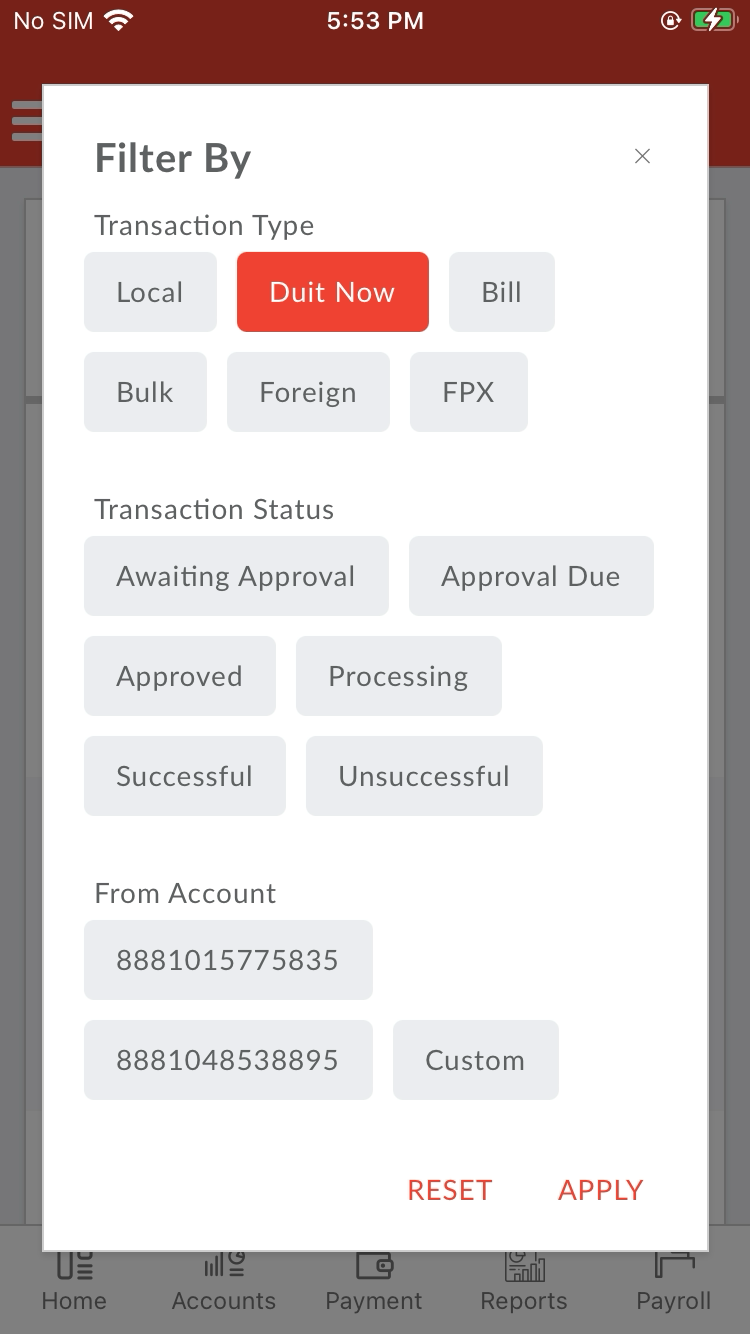 No SIM 5:53 PM
Filter By
Transaction Type
Local Duit Now Bill
Bulk Foreign FPX
Transaction Status
Awaiting Approval Approval Due
Approved Processing
Successful Unsuccessful
From Account
8881015775835
8881048538895 Custom
RESET APPLY
Home Accounts Payment Reports Payroll